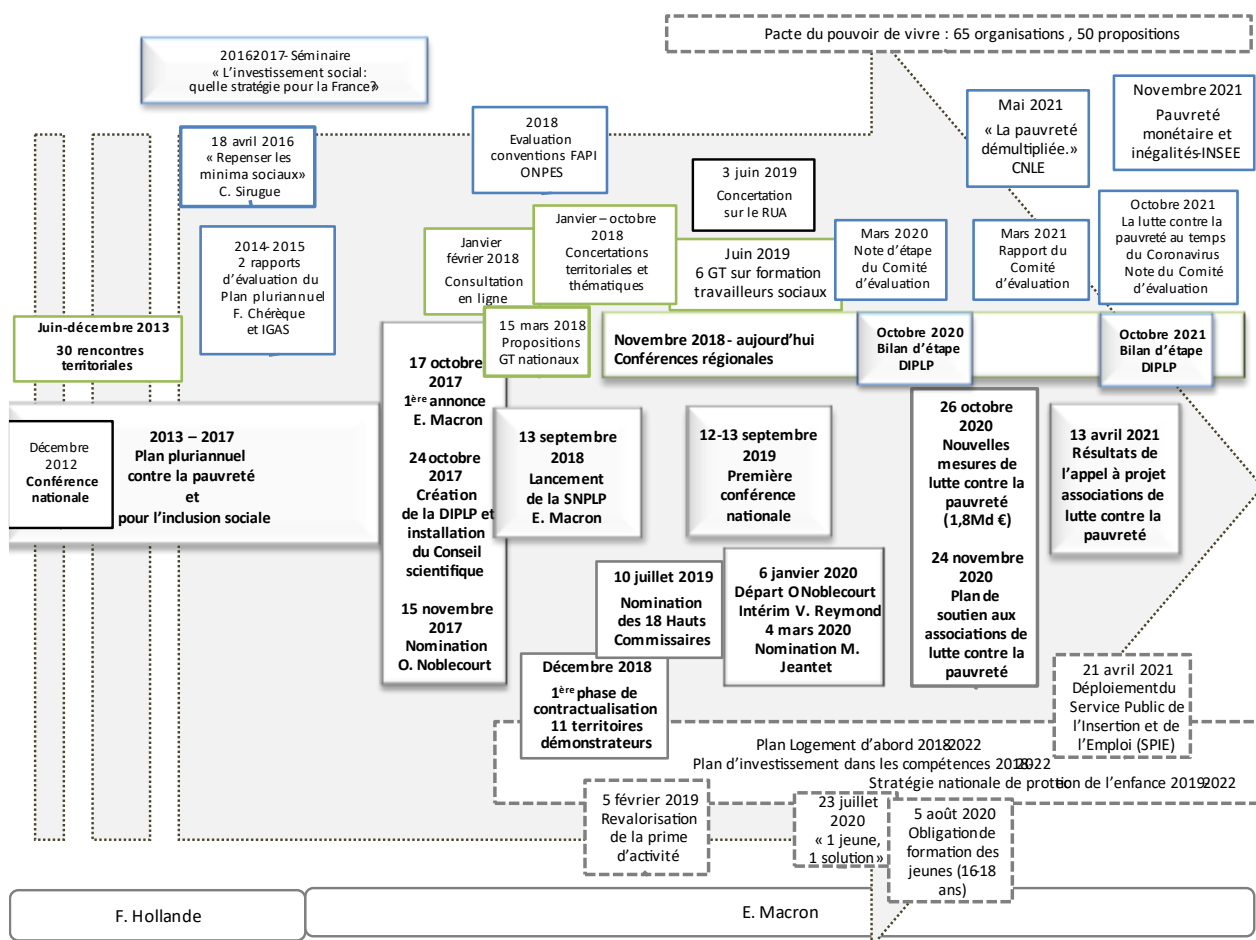 Pacte du pouvoir de vivre : 65 organisations , 50 propositions
20162017-Séminaire
« L'investissement social:
quelle stratégie pour la France?»
18 avril 2016
« Repenser les
minima sociaux»
C. Sirugue
2018
Evaluation
conventions FAPI
ONPES
3 juin 2019
Concertation
sur le RUA
Mai 2021
« La pauvreté
démultipliée.»
CNLE
Novembre 2021
Pauvreté
monétaire et
inégalités-INSEE
2014-2015
2 rapports
d'évaluation du
Plan pluriannuel
F. Chérèque
et IGAS
Janvier
février 2018
Consultation
en ligne
Janvier – octobre
2018
Concertations
territoriales et
thématiques
Juin 2019
6 GT sur formation
travailleurs sociaux
Mars 2020
Note d'étape
du Comité
d'évaluation
Mars 2021
Rapport du
Comité
d'évaluation
Octobre 2021
La lutte contre la
pauvreté au temps
du Coronavirus
Note du Comité
d'évaluation
Juin-décembre 2013
30 rencontres
territoriales
15 mars 2018
Propositions
GT nationaux
Novembre 2018 - aujourd'hui
Conférences régionales
Octobre 2020
Bilan d'étape
DIPLP
Octobre 2021
Bilan d'étape
DIPLP
Décembre
2012
Conférence
nationale
2013 – 2017
Plan pluriannuel
contre la pauvreté
et
pour l'inclusion sociale
17 octobre
2017
1ère annonce
E. Macron
24 octobre
2017
Création
de la DIPLP et
installation
du Conseil
scientifique
15 novembre
2017
Nomination
O. Noblecourt
13 septembre
2018
Lancement
de la SNPLP
E. Macron
12-13 septembre
2019
Première
conférence
nationale
26 octobre
2020
Nouvelles
mesures de
lutte contre la
pauvreté
(1,8Md €)
24 novembre
2020
Plan de
soutien aux
associations de
lutte contre la
pauvreté
13 avril 2021
Résultats de
l'appel à projet
associations de
lutte contre la
pauvreté
10 juillet 2019
Nomination
des 18 Hauts
Commissaires
6 janvier 2020
Départ ONoblecourt
Intérim V. Reymond
4 mars 2020
Nomination M.
Jeantet
Décembre 2018
1ère phase de
contractualisation
11 territoires
démonstrateurs
21 avril 2021
Déploiement du
Service Public de
l'Insertion et de
l'Emploi (SPIE)
Plan Logement d'abord 2018-2022
Plan d'investissement dans les compétences 2018-2022
Stratégie nationale de protection de l'enfance 2019-2022
5 février 2019
Revalorisation
de la prime
d'activité
23 juillet
2020
« 1 jeune,
1 solution »
5 août 2020
Obligation de
formation des
jeunes (16-18
ans)
F. Hollande
E. Macron